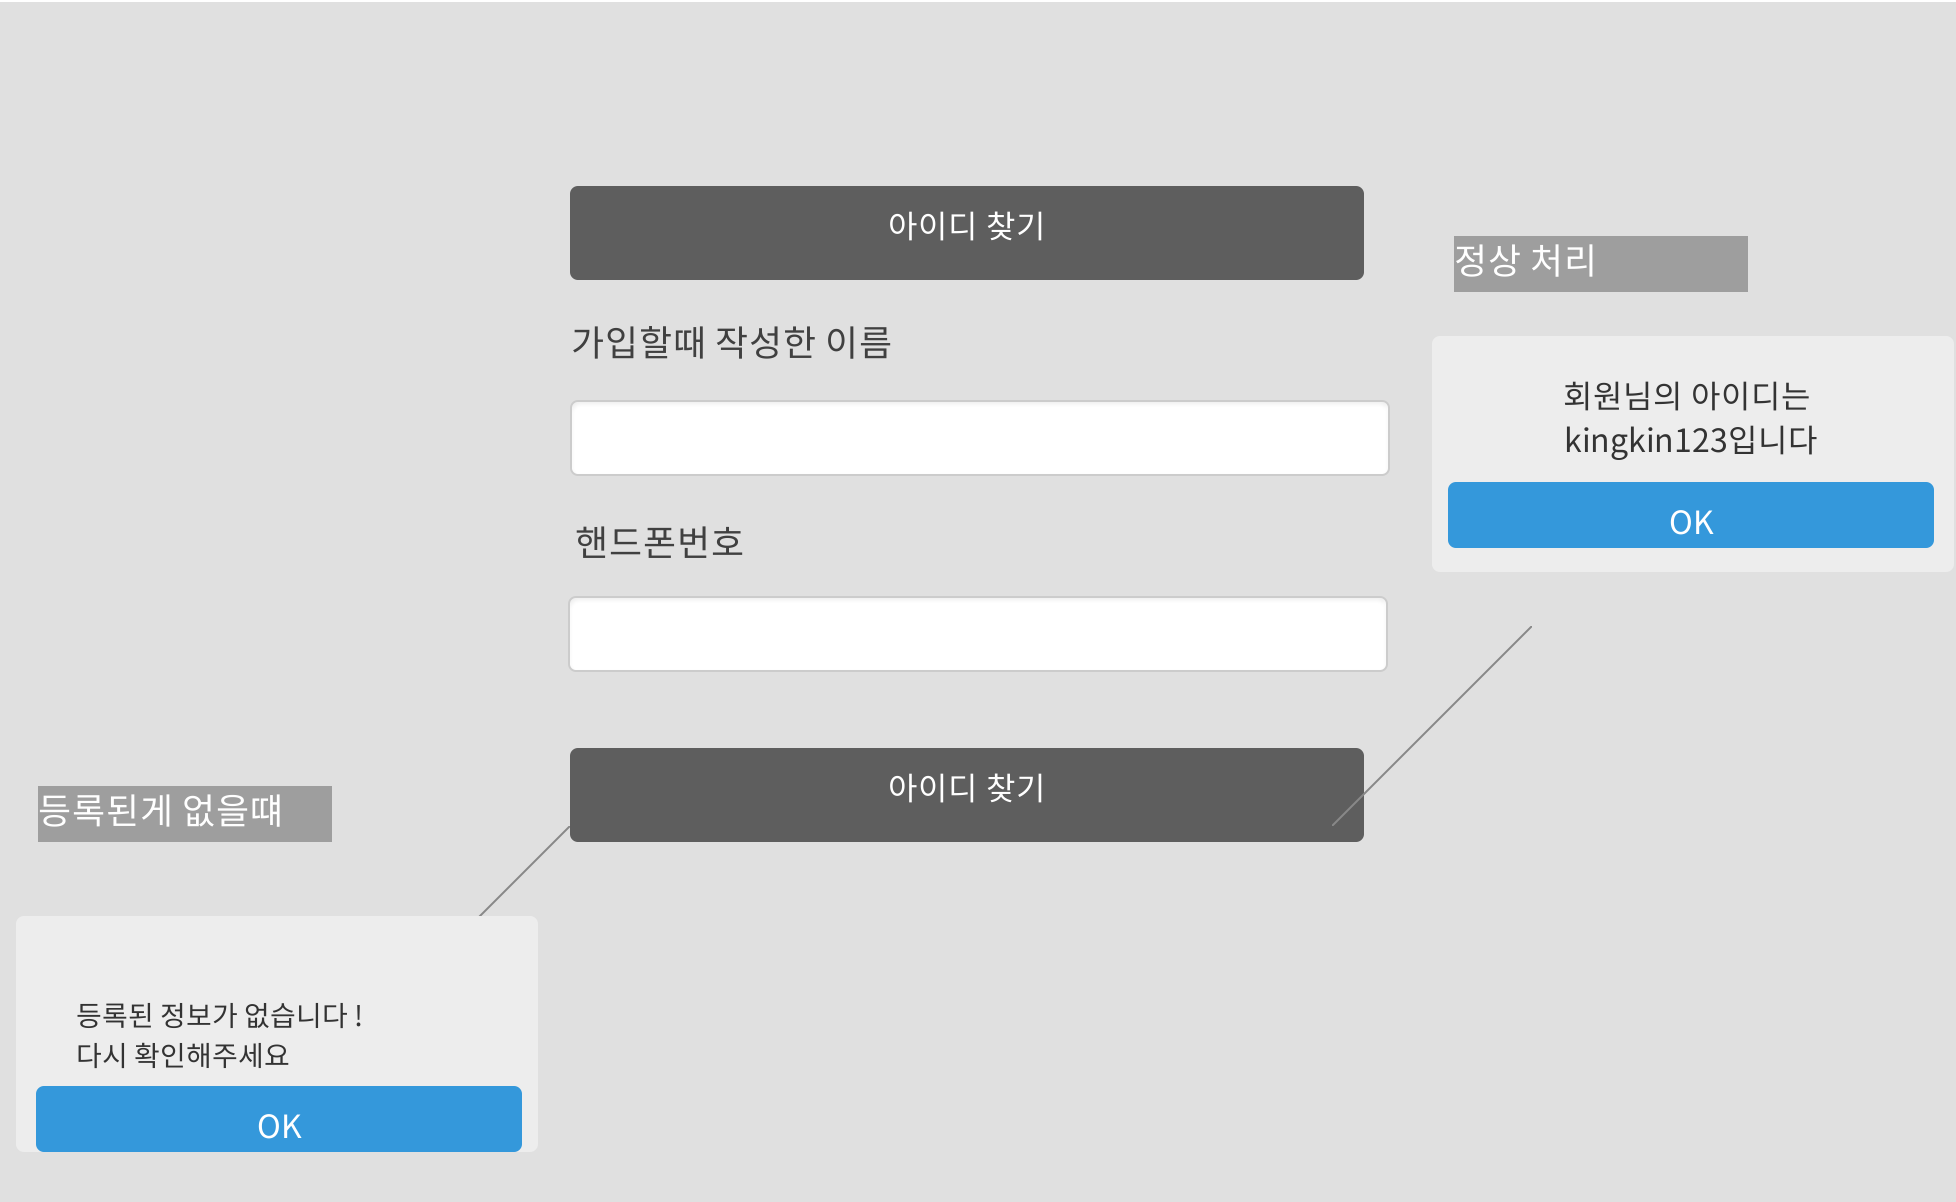 아이디 찾기
정상 처리
가입할때 작성한 이름
회원님의 아이디는
kingkin123입니다
OK
핸드폰번호
아이디 찾기
등록된게 없을떄
등록된 정보가 없습니다 !
다시 확인해주세요
OK